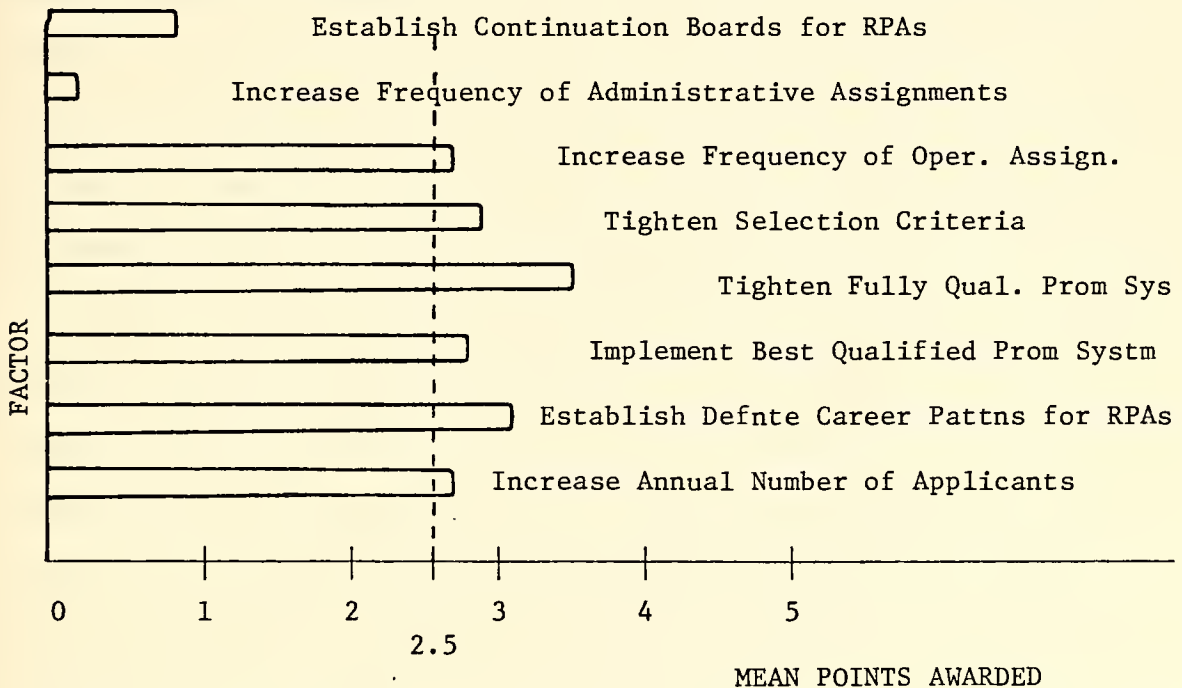 Establish Continuation Boards for RPAs
Increase Frequency of Administrative Assignments
Increase Frequency of Oper. Assign.
Tighten Selection Criteria
Tighten Fully Qual. Prom Sys
Implement Best Qualified Prom Systm
Establish Defnte Career Pattns for RPAs
Increase Annual Number of Applicants
FACTOR
0 1 2 3 4 5
2.5
MEAN POINTS AWARDED